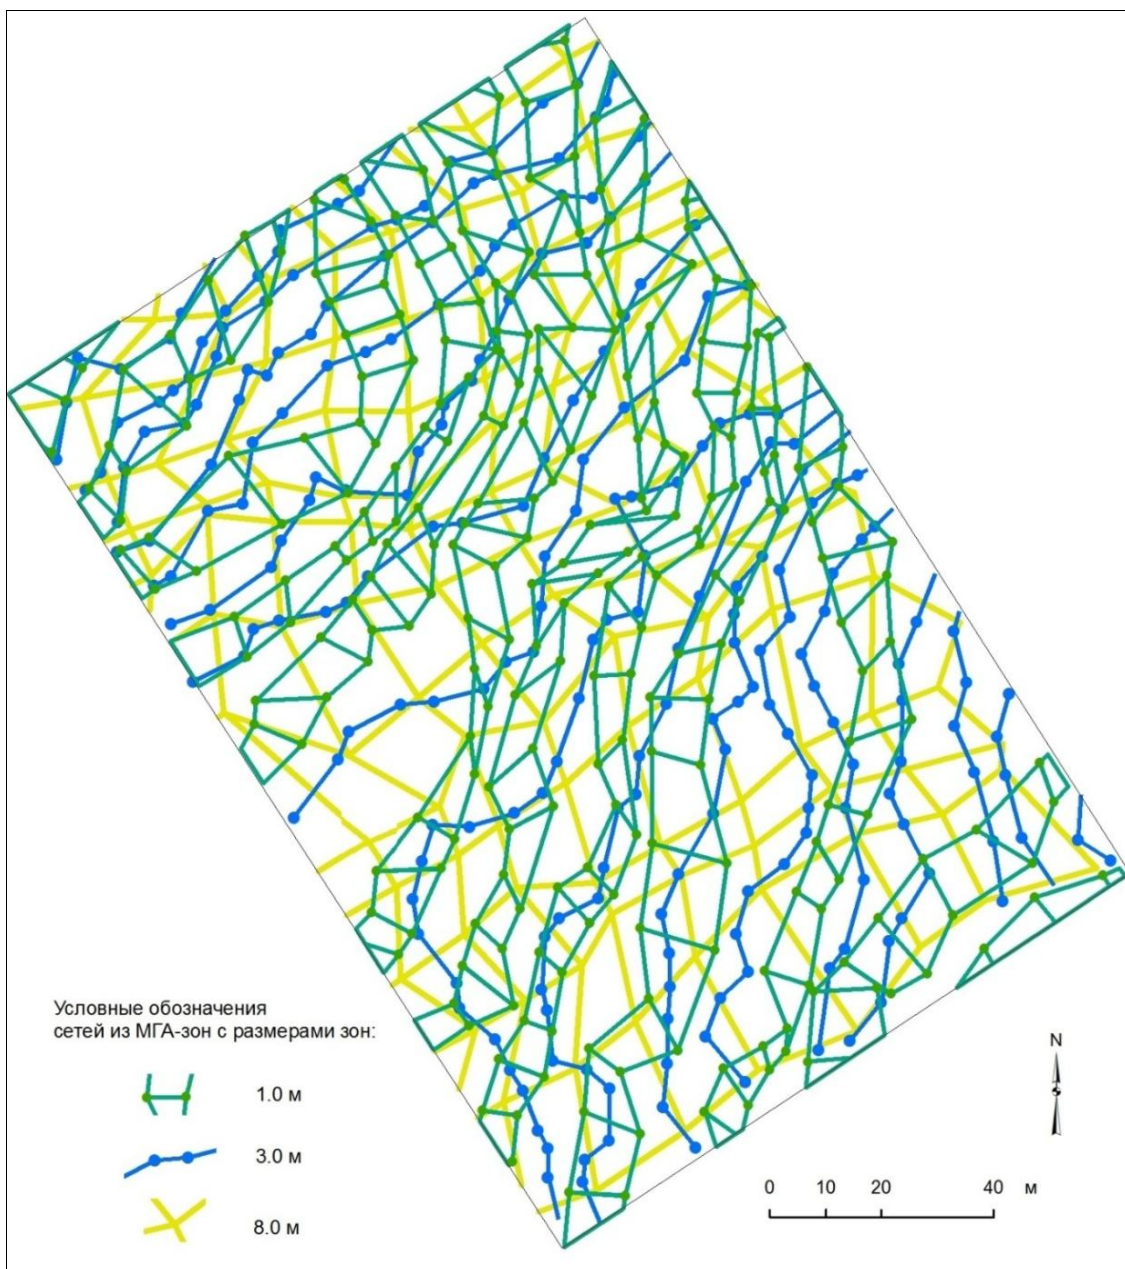 Условные обозначения
сетей из МГА-зон с размерами зон:
1.0 м
3.0 м
8.0 м
N
0 10 20 40 м